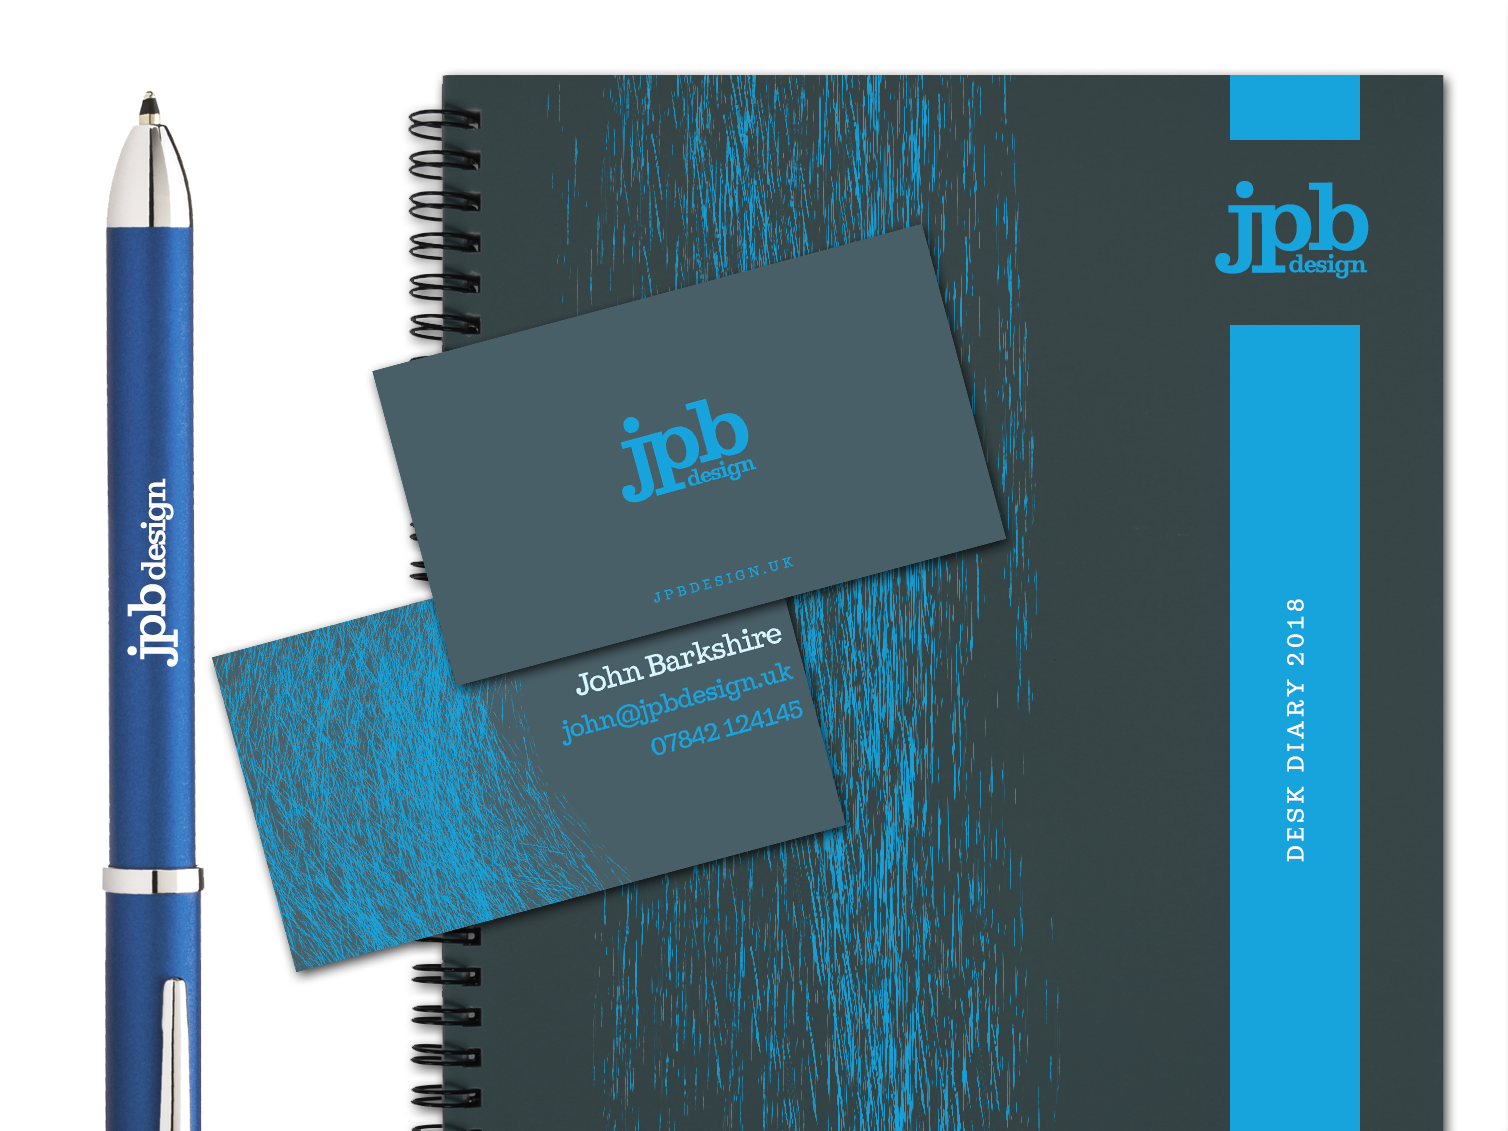 jpb design
jpb
design
DESK DIARY 2018
jpb
design
JPBDESIGN.UK
John Barkshire
john@jpbdesign.uk
07842 124145